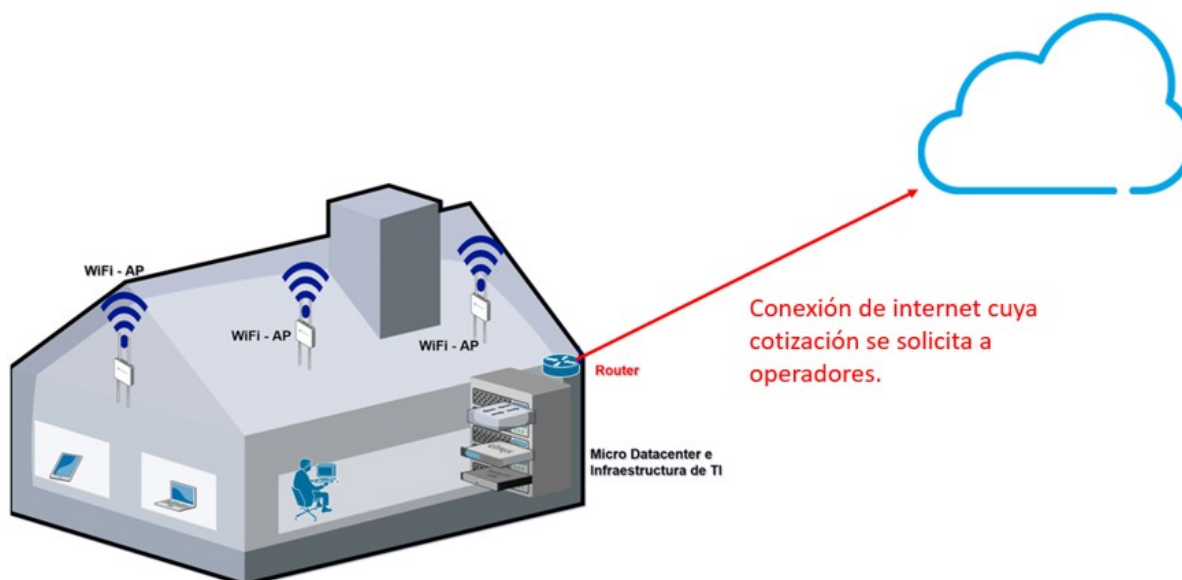 WiFi - AP
WiFi - AP
WiFi - AP
Router
Conexión de internet cuya
cotización se solicita a
operadores.
Micro Datacenter e
Infraestructura de TI